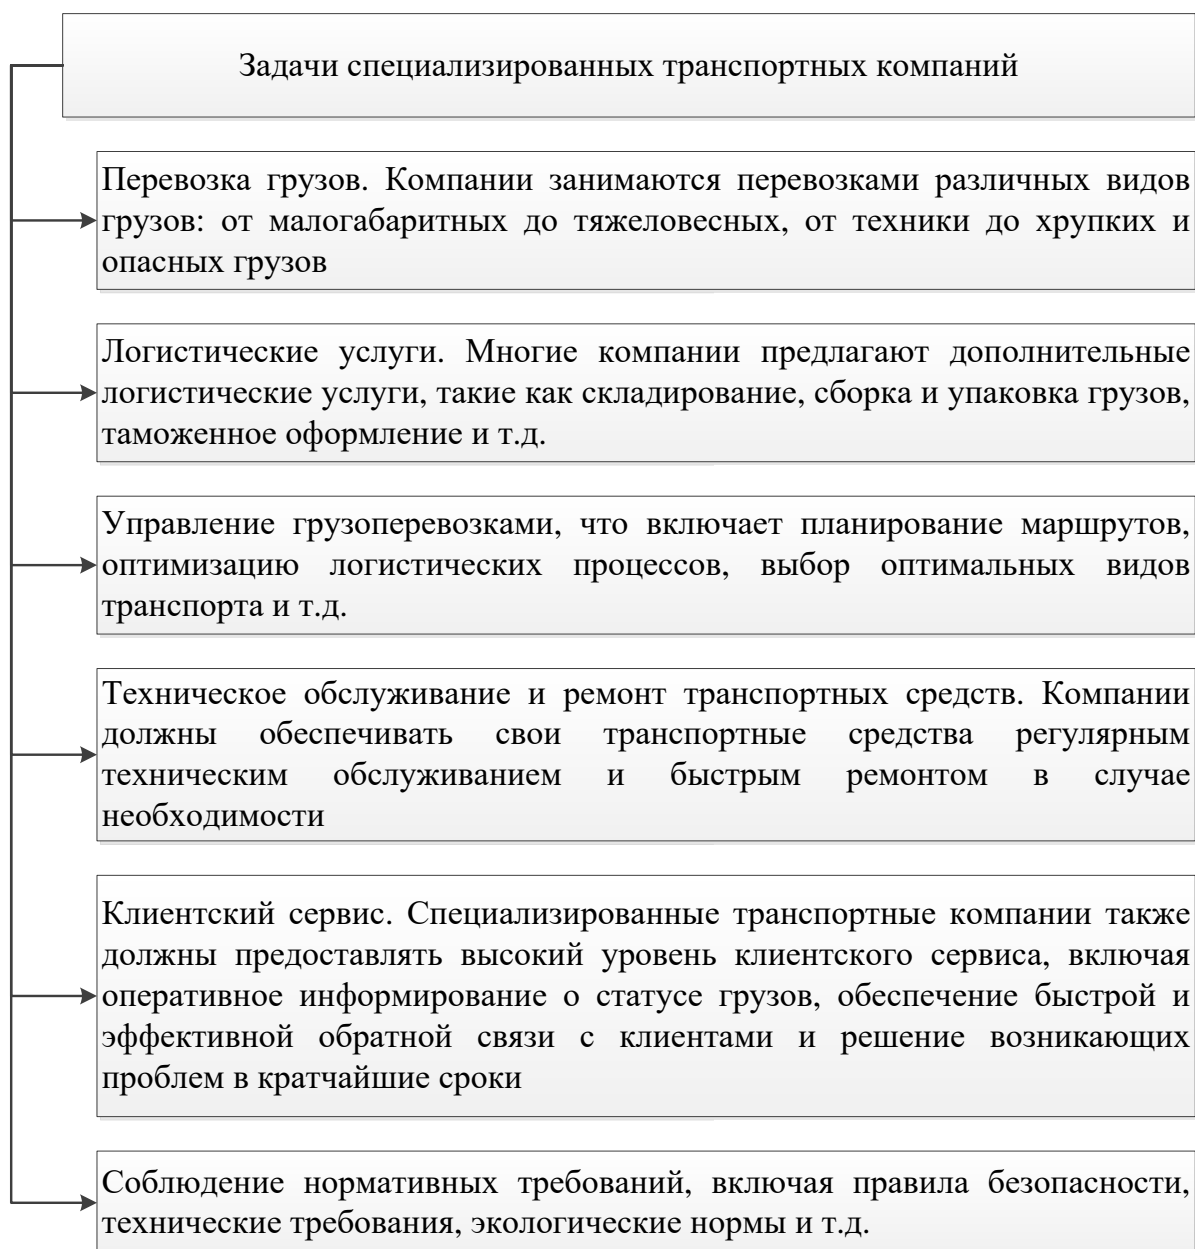 Задачи специализированных транспортных компаний
Перевозка грузов. Компании занимаются перевозками различных видов
грузов: от малогабаритных до тяжеловесных, от техники до хрупких и
опасных грузов
Логистические услуги. Многие компании предлагают дополнительные
логистические услуги, такие как складирование, сборка и упаковка грузов,
таможенное оформление и т.д.
Управление грузоперевозками, что включает планирование маршрутов,
оптимизацию логистических процессов, выбор оптимальных видов
транспорта и т.д.
Техническое обслуживание и ремонт транспортных средств. Компании
должны обеспечивать свои транспортные средства регулярным
техническим обслуживанием и быстрым ремонтом в случае
необходимости
Клиентский сервис. Специализированные транспортные компании также
должны предоставлять высокий уровень клиентского сервиса, включая
оперативное информирование о статусе грузов, обеспечение быстрой и
эффективной обратной связи с клиентами и решение возникающих
проблем в кратчайшие сроки
Соблюдение нормативных требований, включая правила безопасности,
технические требования, экологические нормы и т.д.